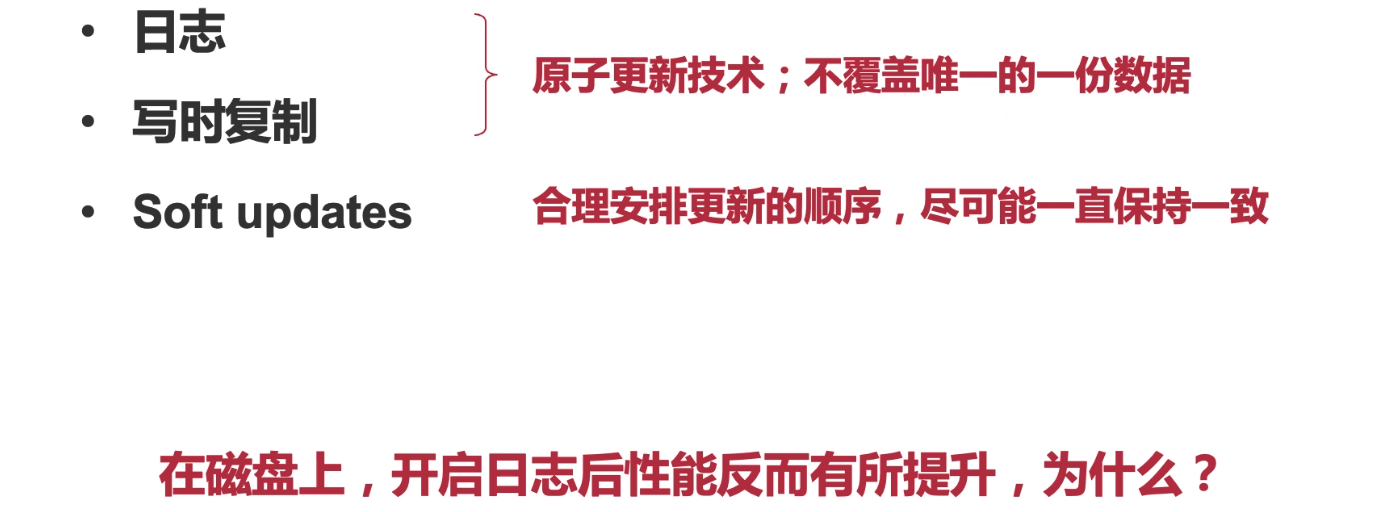 • 日志
原子更新技术；不覆盖唯一的一份数据
• 写时复制
• Soft updates
合理安排更新的顺序，尽可能一直保持一致
在磁盘上，开启日志后性能反而有所提升，为什么？